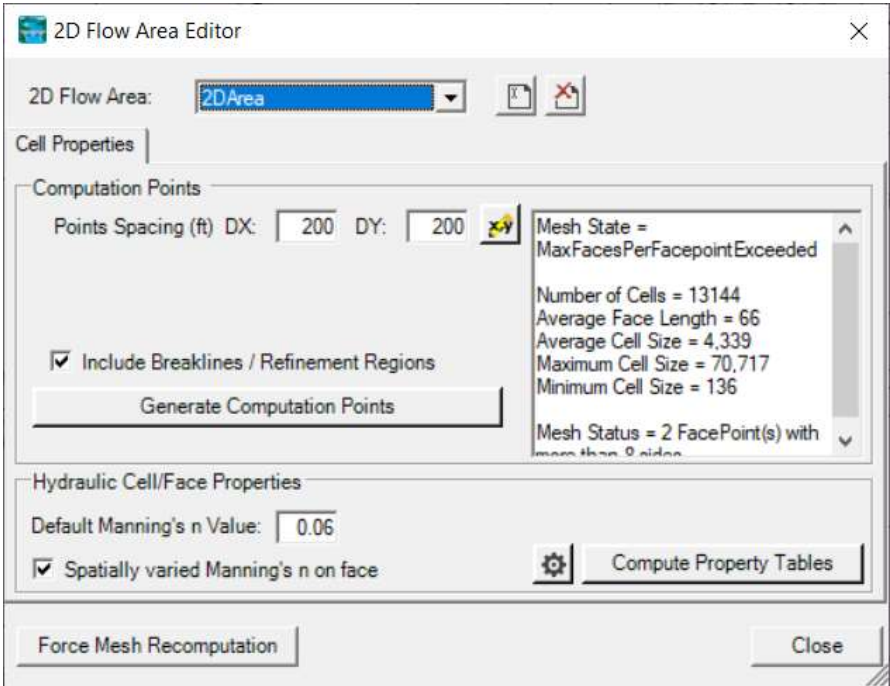 2D Flow Area Editor
2D Flow Area: 2DArea
Cell Properties
Computation Points
Points Spacing (ft) DX: 200 DY: 200
Mesh State =
MaxFacesPerFacepointExceeded
Number of Cells = 13144
Average Face Length = 66
Average Cell Size = 4,339
Maximum Cell Size = 70,717
Minimum Cell Size = 136
Mesh Status = 2 FacePoint(s) with
more than 8 sides
Include Breaklines / Refinement Regions
Generate Computation Points
Hydraulic Cell/Face Properties
Default Manning's n Value: 0.06
Spatially varied Manning's n on face
Compute Property Tables
Force Mesh Recomputation
Close